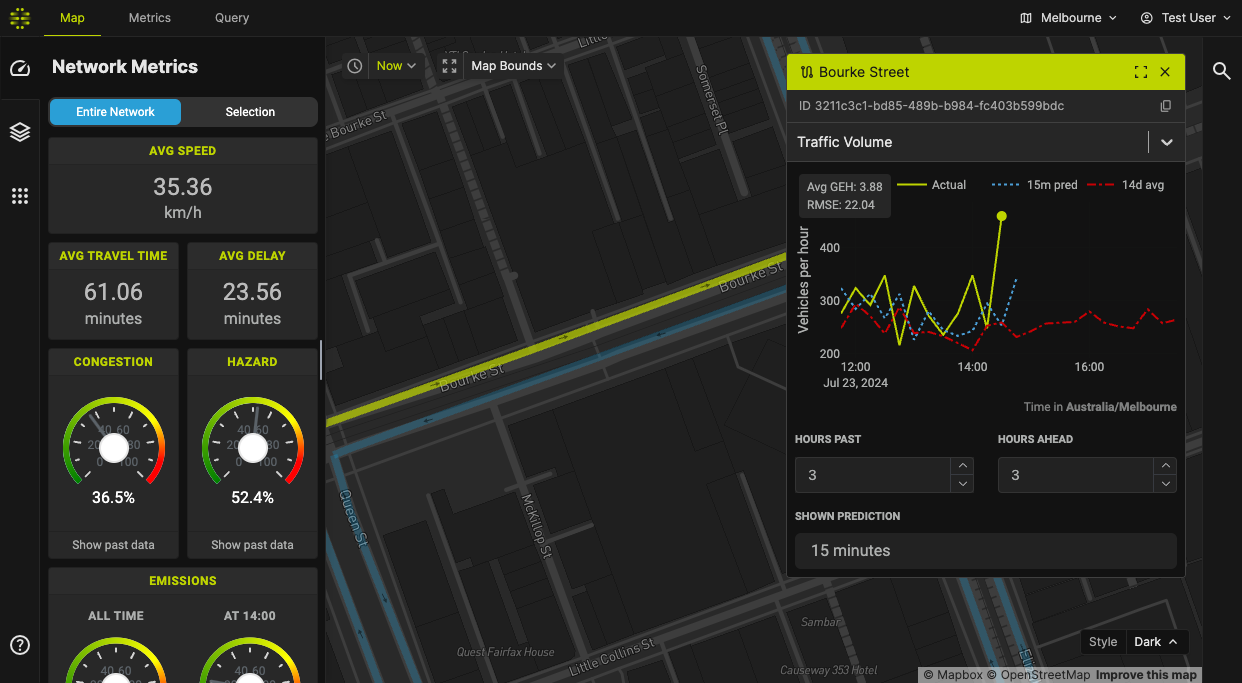 Map
Metrics
Query
Melbourne
Test User
Network Metrics
Entire Network
Selection
AVG SPEED
35.36
km/h
AVG TRAVEL TIME
61.06
minutes
AVG DELAY
23.56
minutes
CONGESTION
0 20 40 60 80 100
36.5%
Show past data
HAZARD
0 20 40 60 80 100
52.4%
Show past data
EMISSIONS
ALL TIME
40 60
AT 14:00
40 60
Now
Map Bounds
Little
Bourke St
Somerset Pl
Bourke St
Bourke St
Queen St
McKillop St
Quest Fairfax House
Little Collins St
Sambar
Causeway 353 Hotel
Bourke Street
ID 3211c3c1-bd85-489b-b984-fc403b599bdc
Traffic Volume
Avg GEH: 3.88
RMSE: 22.04
Actual
15m pred
14d avg
Vehicles per hour
400
300
200
12:00
14:00
16:00
Jul 23, 2024
Time in Australia/Melbourne
HOURS PAST
3
HOURS AHEAD
3
SHOWN PREDICTION
15 minutes
Style
Dark
© Mapbox © OpenStreetMap Improve this map